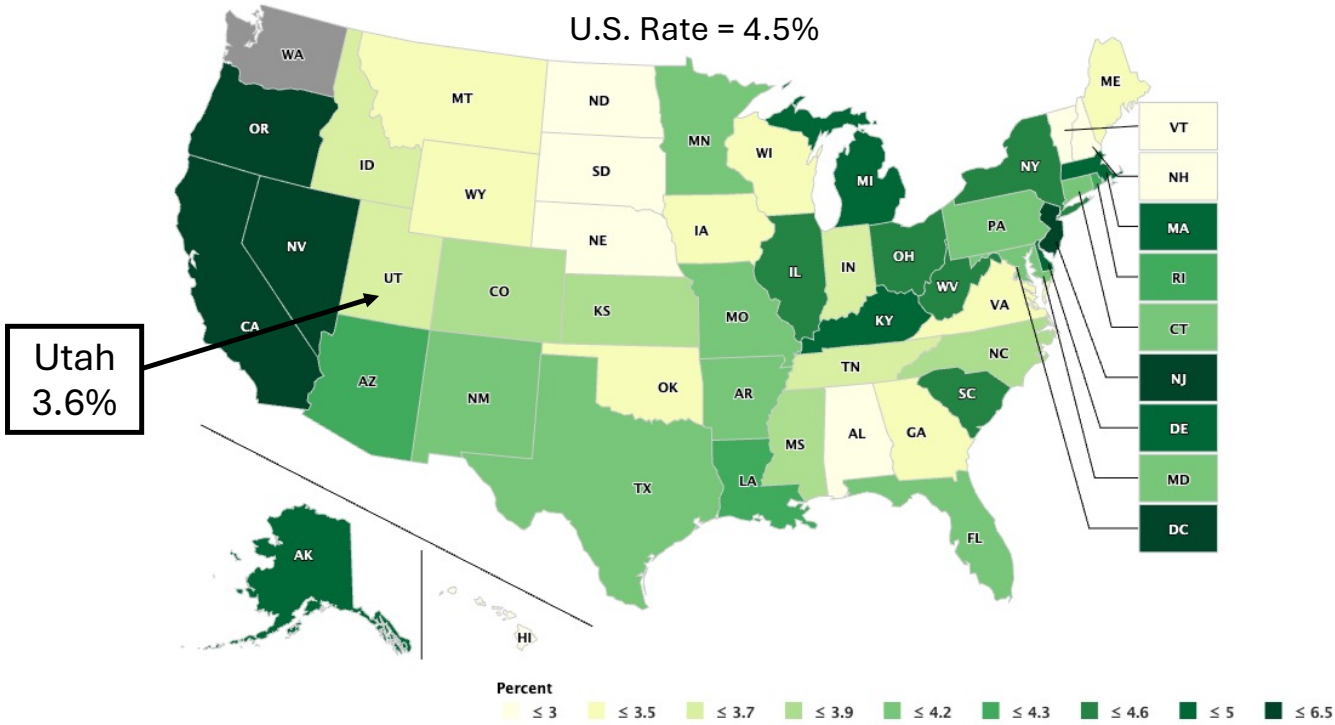 U.S. Rate = 4.5%
WA
MT
ND
MN
ME
OR
ID
WY
SD
WI
MI
NY
VT
NH
MA
NV
UT
CO
NE
IA
IL
IN
OH
PA
RI
CA
KS
MO
KY
WV
VA
CT
Utah
3.6%
AZ
NM
OK
AR
TN
NC
SC
NJ
TX
LA
MS
AL
GA
DE
MD
AK
FL
DC
HI
Percent
≤ 3 ≤ 3.5 ≤ 3.7 ≤ 3.9 ≤ 4.2 ≤ 4.3 ≤ 4.6 ≤ 5 ≤ 6.5